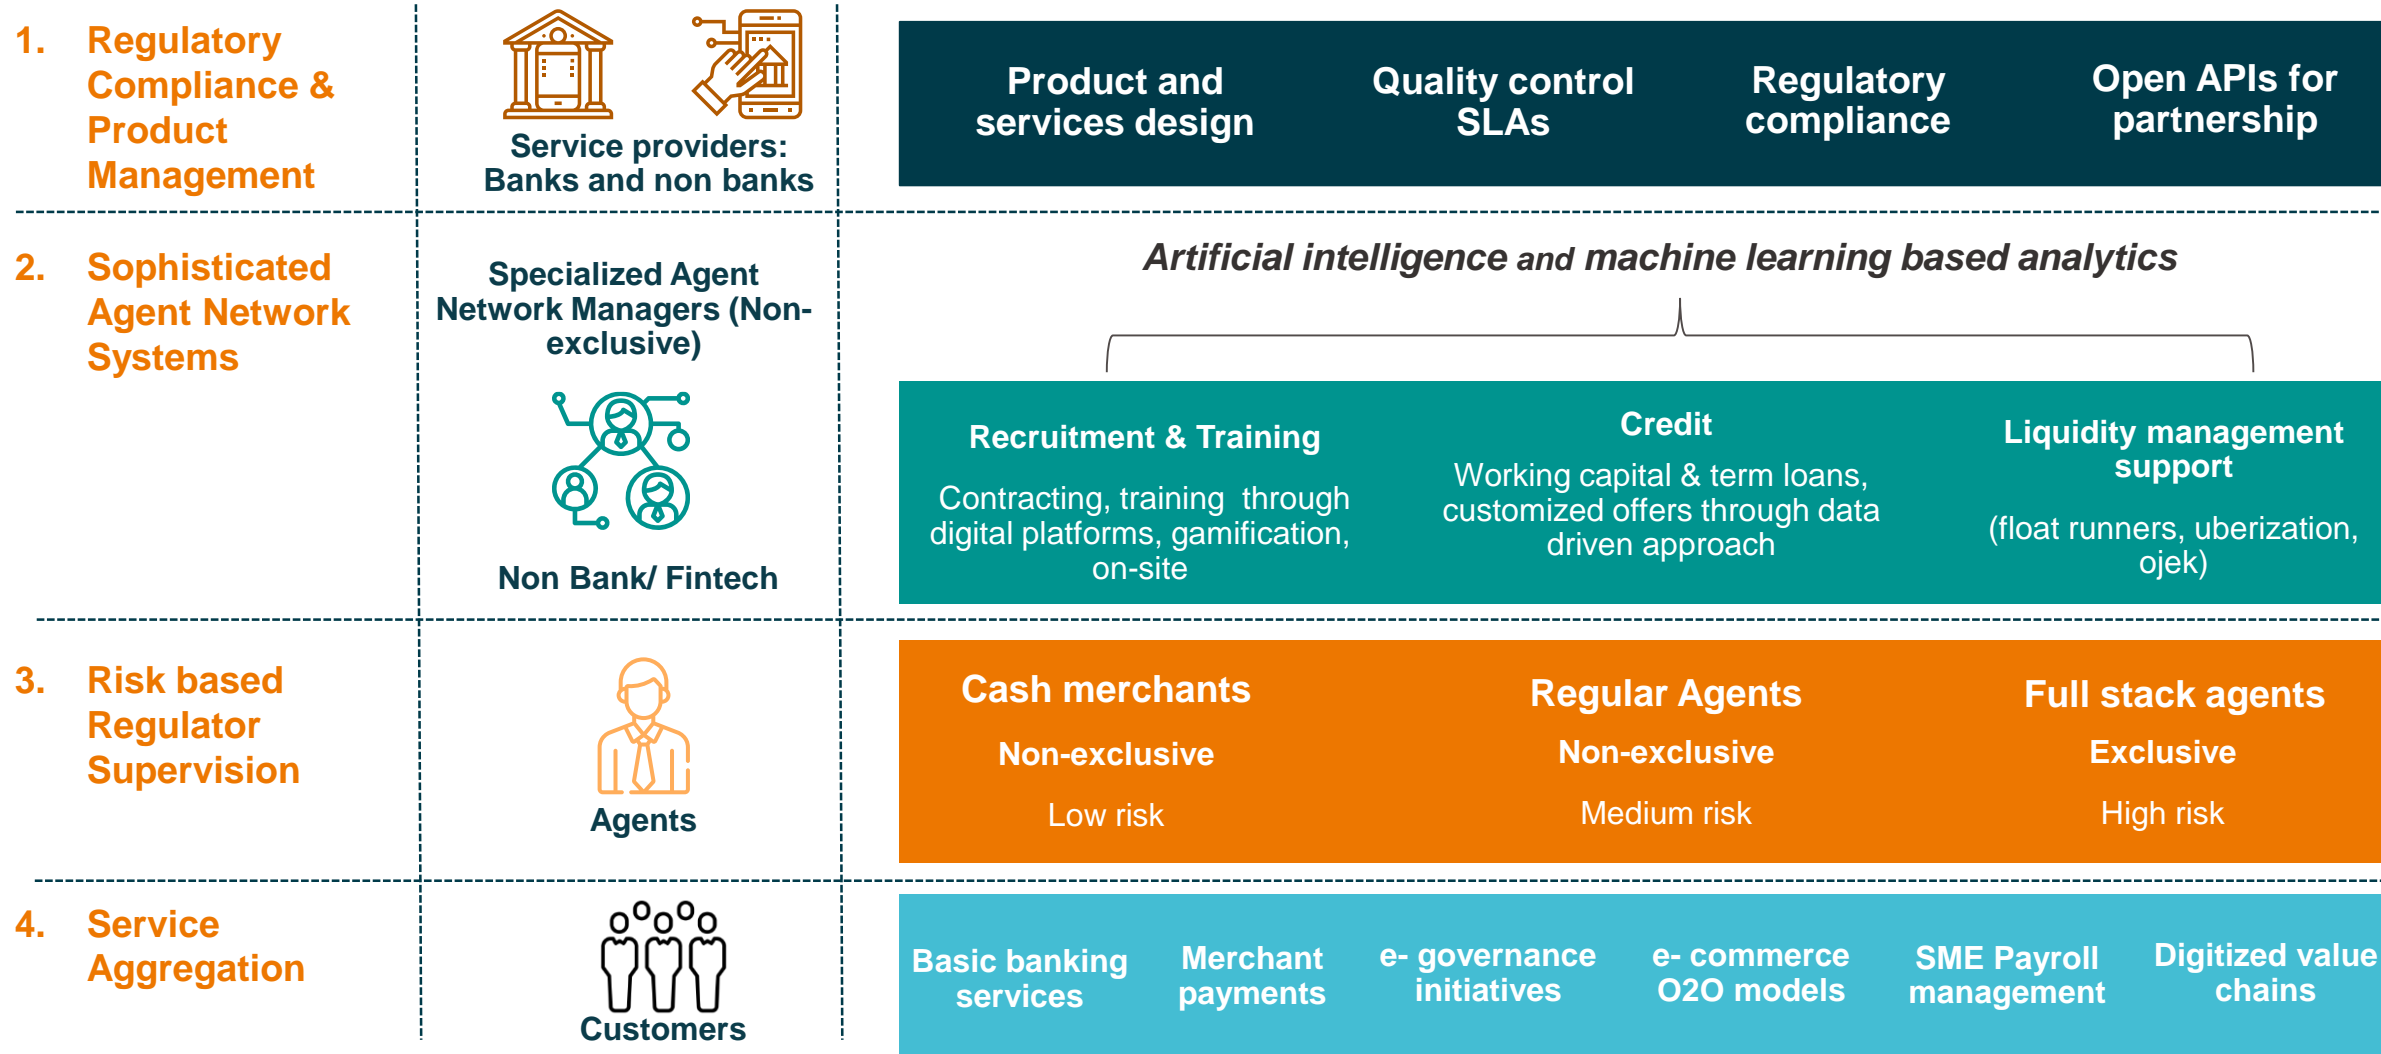 1. Regulatory
Compliance &
Product
Management
Service providers:
Banks and non banks
Product and
services design
Quality control
SLAs
Regulatory
compliance
Open APIs for
partnership
2. Sophisticated
Agent Network
Systems
Specialized Agent
Network Managers (Non-
exclusive)
Non Bank/ Fintech
Artificial intelligence and machine learning based analytics
Recruitment & Training
Contracting, training through
digital platforms, gamification,
on-site
Credit
Working capital & term loans,
customized offers through data
driven approach
Liquidity management
support
(float runners, uberization,
ojek)
3. Risk based
Regulator
Supervision
Agents
Cash merchants
Non-exclusive
Low risk
Regular Agents
Non-exclusive
Medium risk
Full stack agents
Exclusive
High risk
4. Service
Aggregation
Customers
Basic banking
services
Merchant
payments
e- governance
initiatives
e- commerce
O2O models
SME Payroll
management
Digitized value
chains